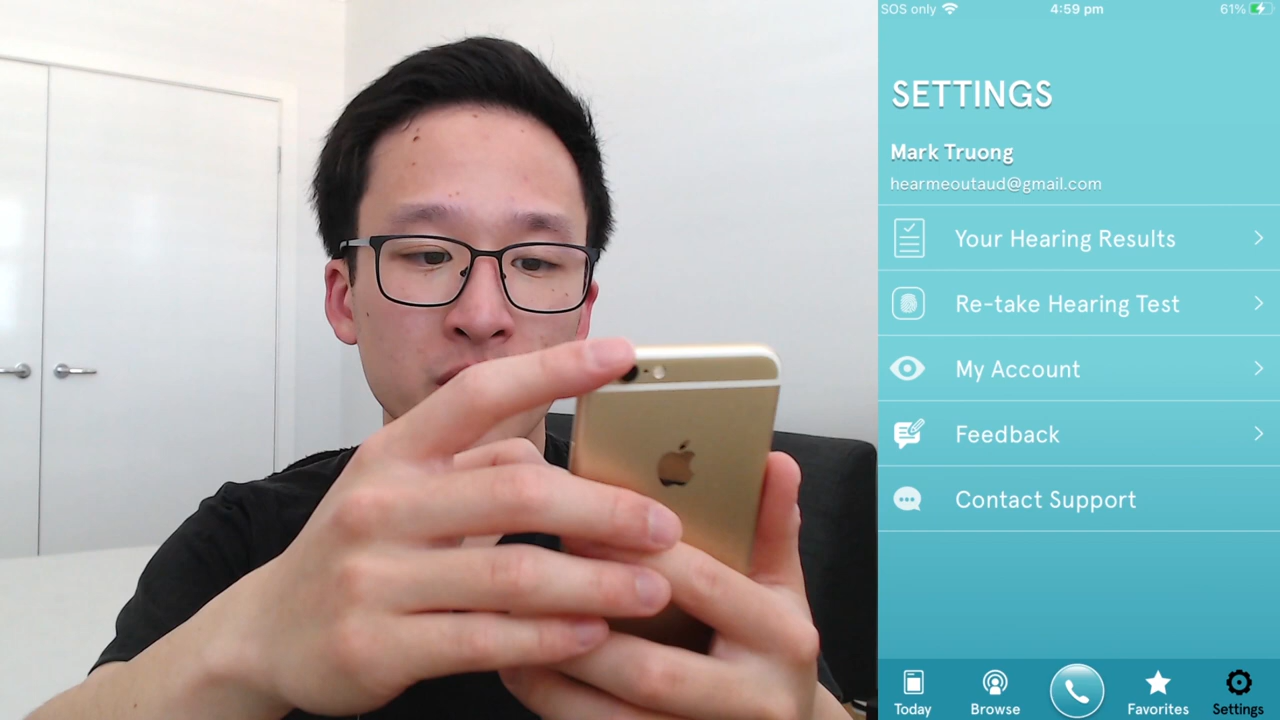 SOS only
4:59 pm
61%
SETTINGS
Mark Truong
hearmeoutaud@gmail.com
Your Hearing Results
Re-take Hearing Test
My Account
Feedback
Contact Support
Today
Browse
Favorites
Settings